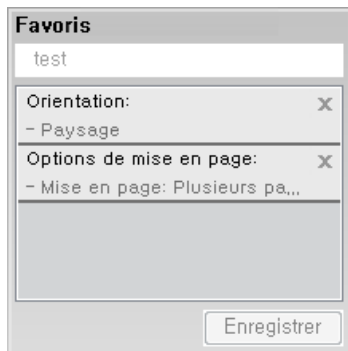 Favoris
test
Orientation:
- Paysage
Options de mise en page:
- Mise en page: Plusieurs pa...
Enregistrer